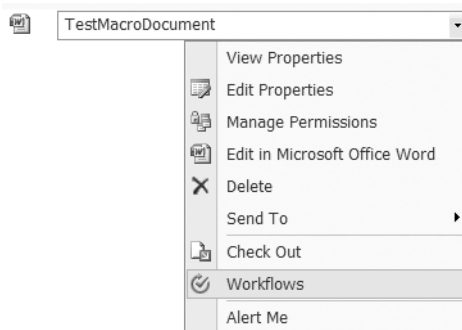 TestMacroDocument
View Properties
Edit Properties
Manage Permissions
Edit in Microsoft Office Word
Delete
Send To
Check Out
Workflows
Alert Me